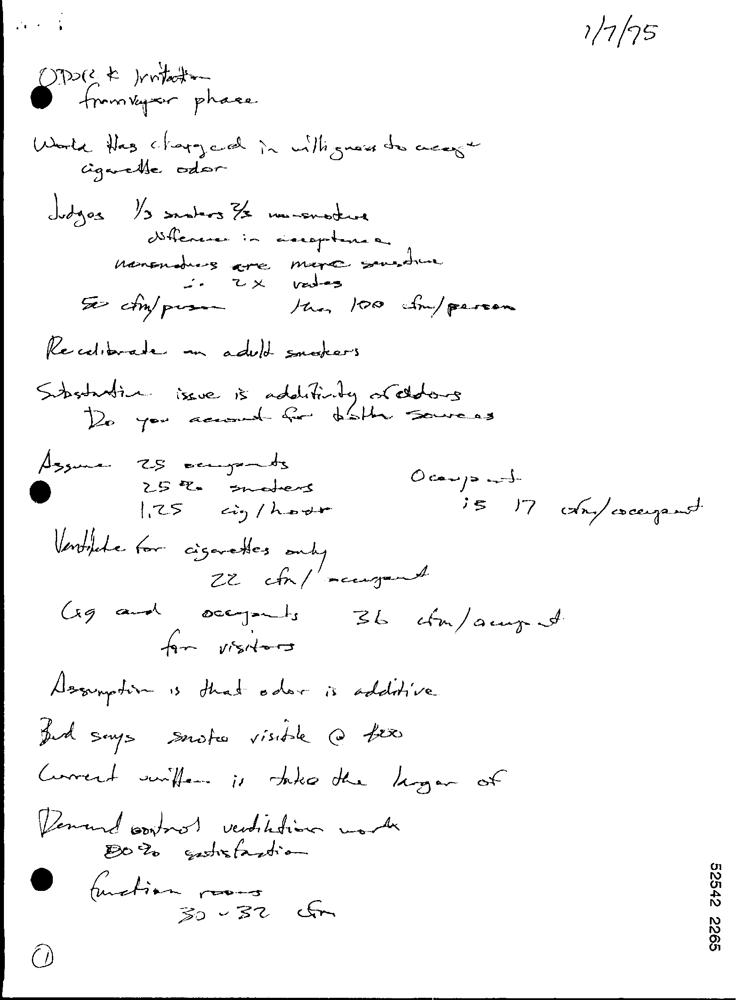 1/7/95
ODOR & Irritation
from vapor phase
World Has changed in willigness to accept
cigarette odor
Judges 1/3 smokers 2/3 nonsmokers
difference in acceptance
nonsmokers are more sensitive
∴ 2x rates
50 cfm/person than 100 cfm/person
Recalibrate on adult smokers
Substantive issue is additivity of odors
Do you account for both sources
Assume 25 occupants
25% smokers
1.25 cig/hour
Occupant
is 17 cfm/occupant
Ventilate for cigarettes only
22 cfm/occupant
Cig and occupants 36 cfm/occupant
for visitors
Assumption is that odor is additive
Bud says smoke visible @
Current written is take the larger of
Demand control ventilation work
80% satisfaction
function rooms
30-32 cfm
1
52542 2265